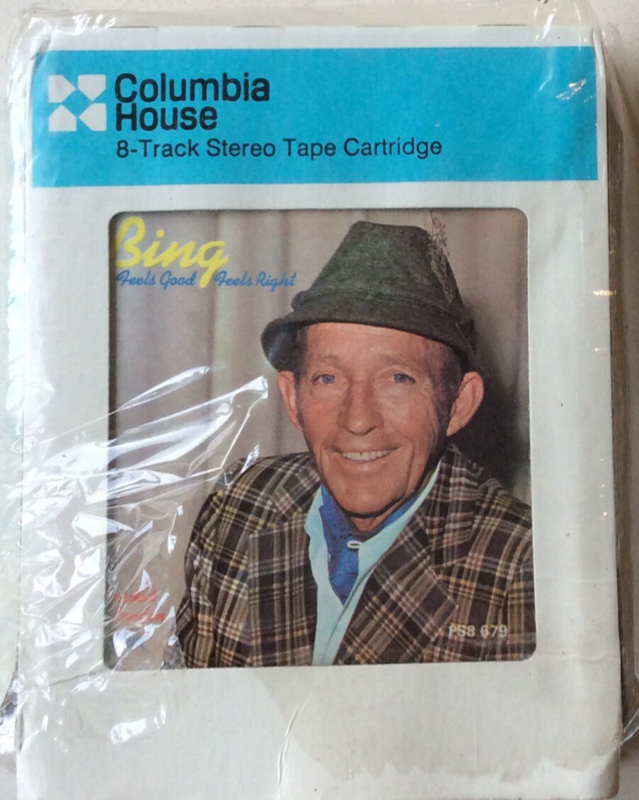 Columbia
House
8-Track Stereo Tape Cartridge
Bing
Feels Good Feels Right
PS8 679